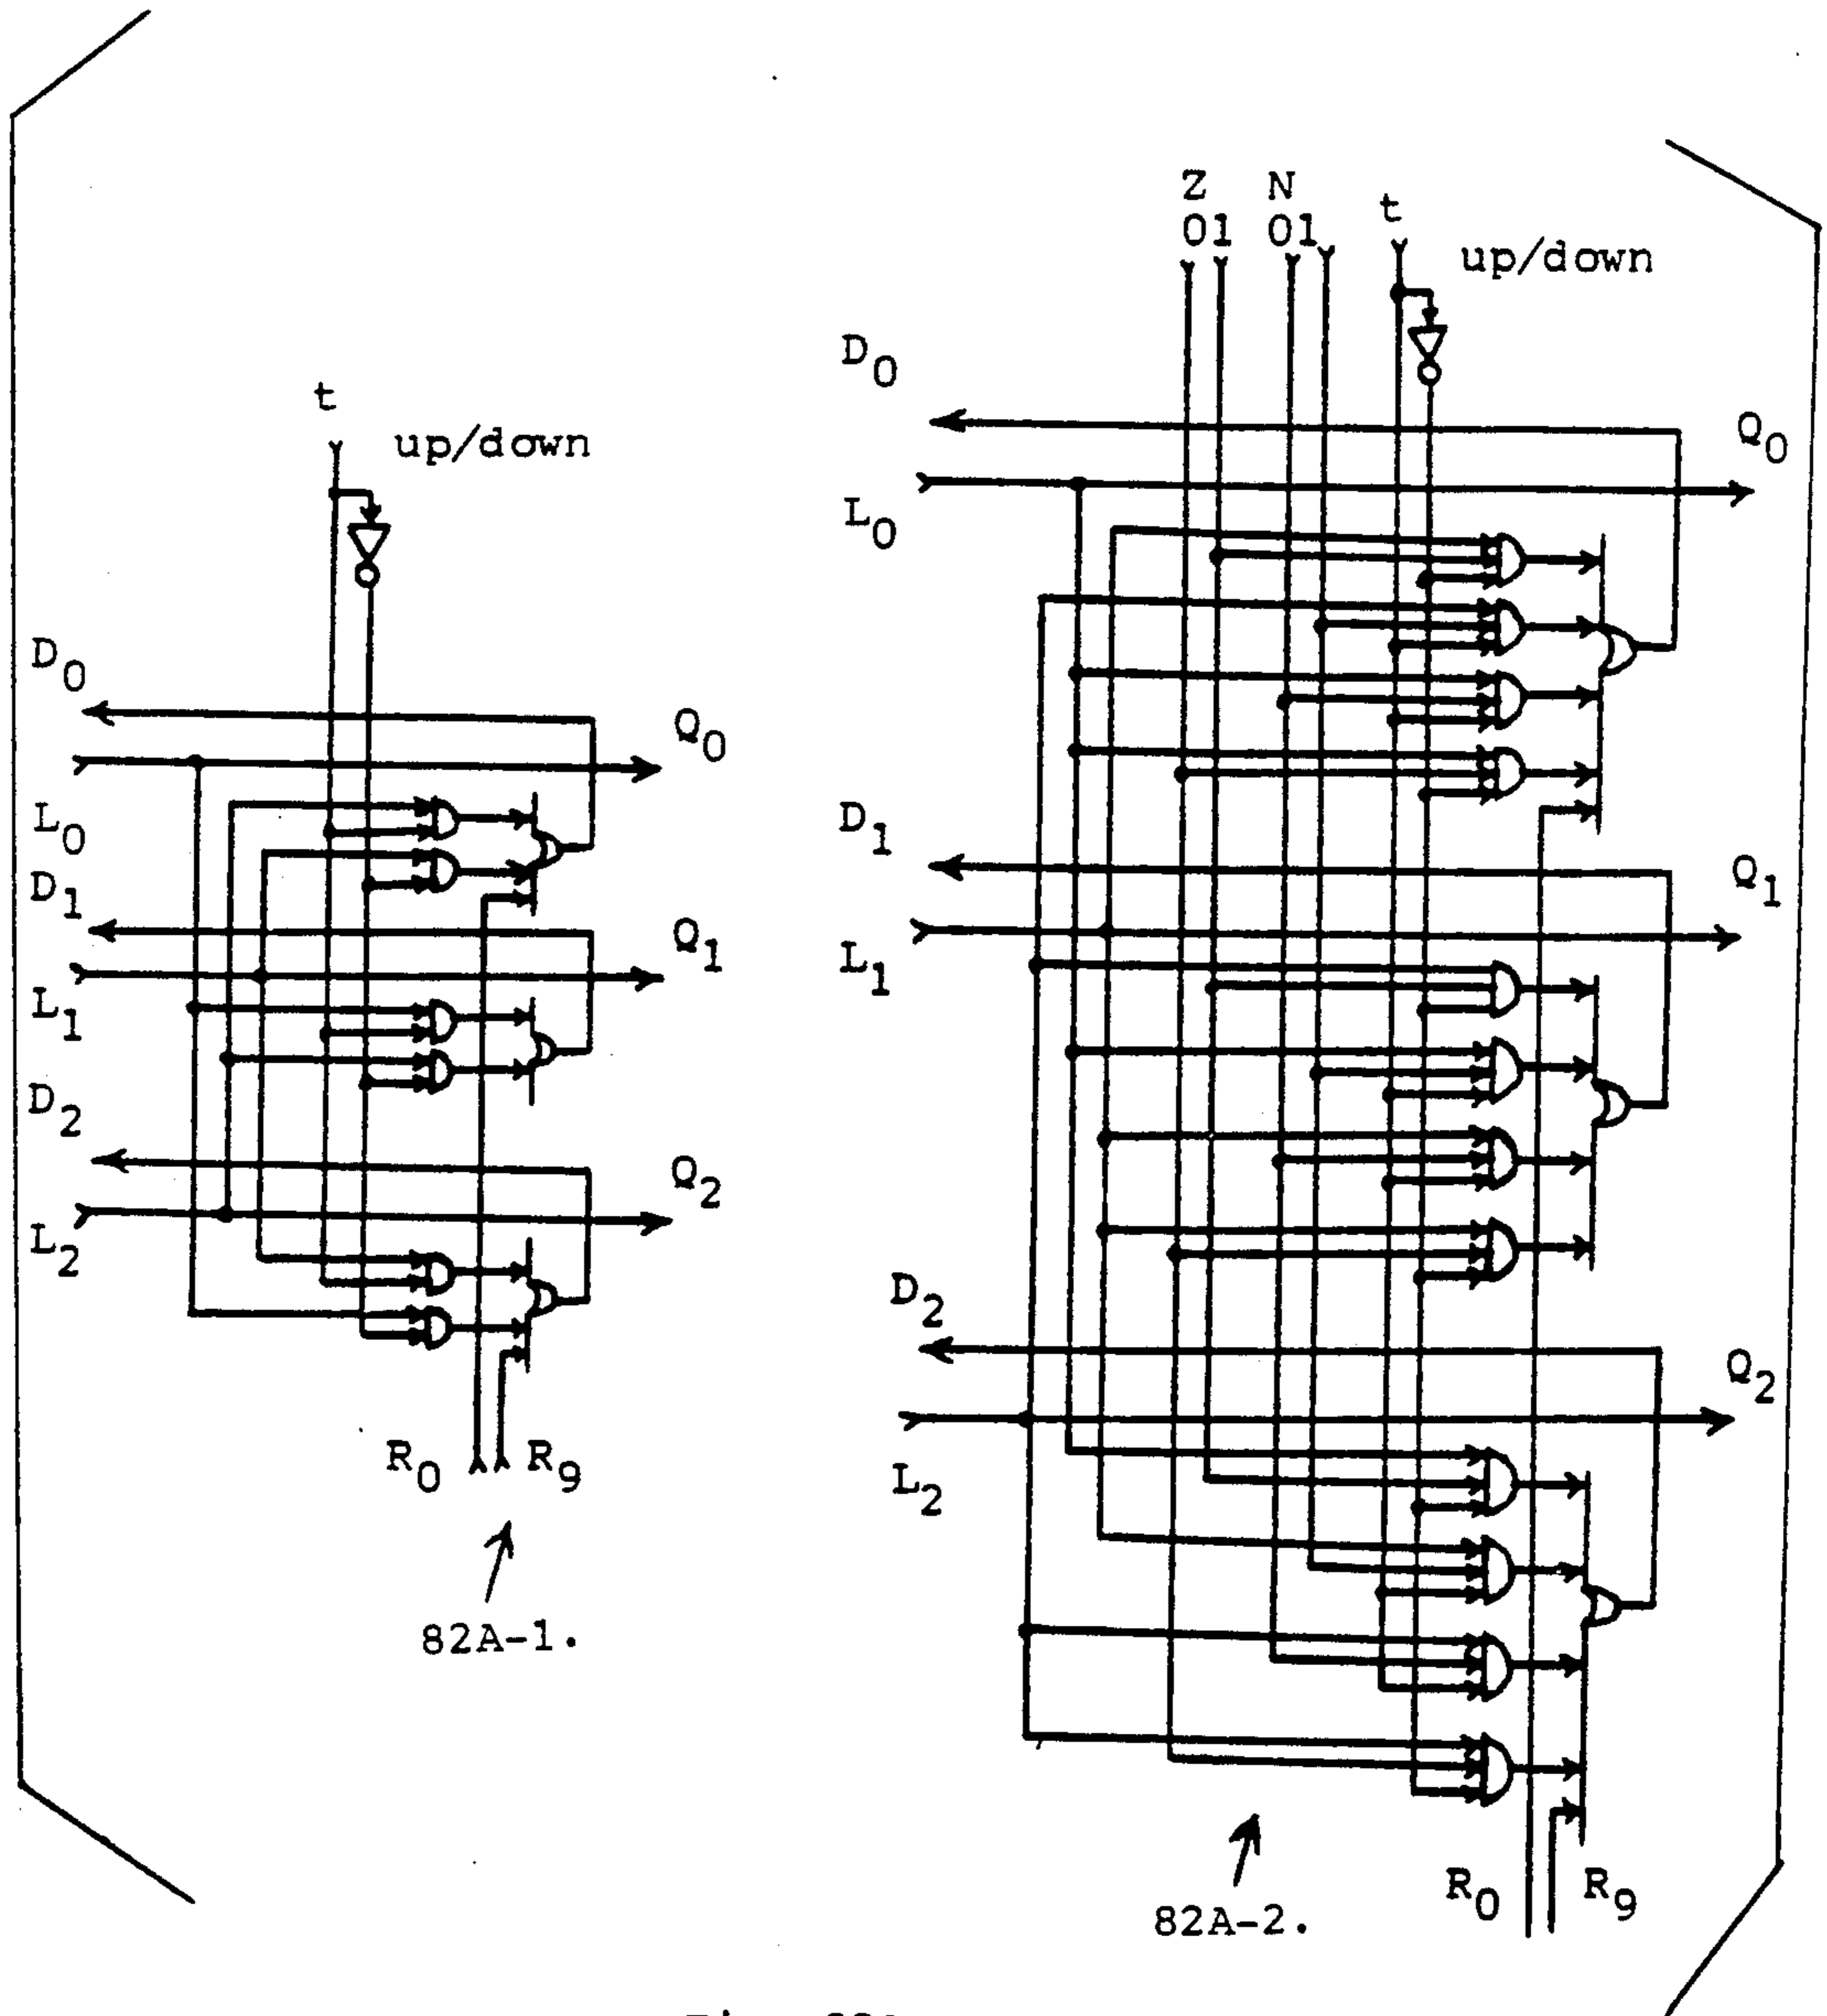 t
up/down
D0
Q0
L0
D1
Q1
L1
D2
Q2
L2
R0
R9
82A-1.
Z
N
01
01
t
up/down
D0
Q0
L0
D1
Q1
L1
D2
Q2
L2
R0
R9
82A-2.